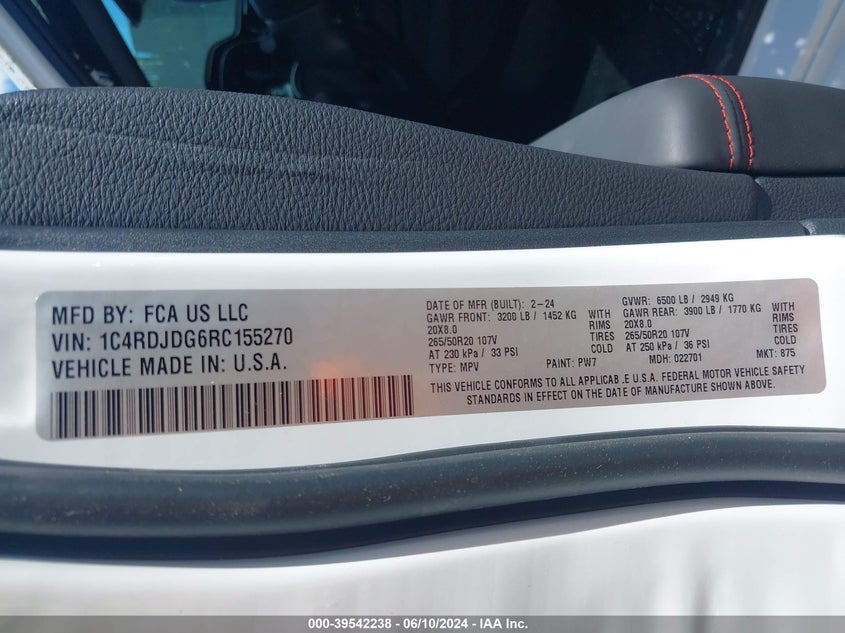 MFD BY: FCA US LLC
VIN: 1C4RDJDG6RC155270
VEHICLE MADE IN: U.S.A.
DATE OF MFR (BUILT): 2-24 GVWR: 6500 LB / 2949 KG
GAWR FRONT: 3200 LB / 1452 KG WITH GAWR REAR: 3900 LB / 1770 KG WITH
20X8.0 RIMS 20X8.0 RIMS
265/50R20 107V TIRES 265/50R20 107V TIRES
AT 230 kPa / 33 PSI COLD AT 250 kPa / 36 PSI COLD
TYPE: MPV PAINT: PW7 MDH: 022701 MKT: 875
THIS VEHICLE CONFORMS TO ALL APPLICAB.E U.S.A. FEDERAL MOTOR VEHICLE SAFETY
STANDARDS IN EFFECT ON THE DATE OF MANUFACTURE SHOWN ABOVE.
000-39542238 - 06/10/2024 - IAA Inc.